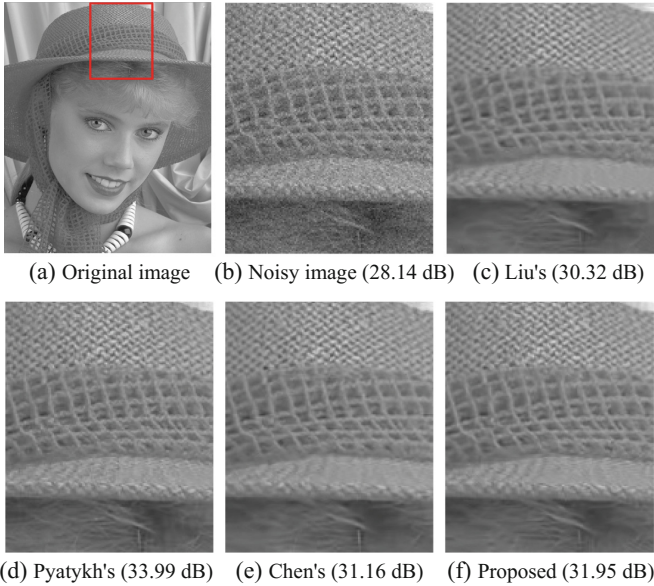 (a) Original image
(b) Noisy image (28.14 dB)
(c) Liu's (30.32 dB)
(d) Pyatykh's (33.99 dB)
(e) Chen's (31.16 dB)
(f) Proposed (31.95 dB)